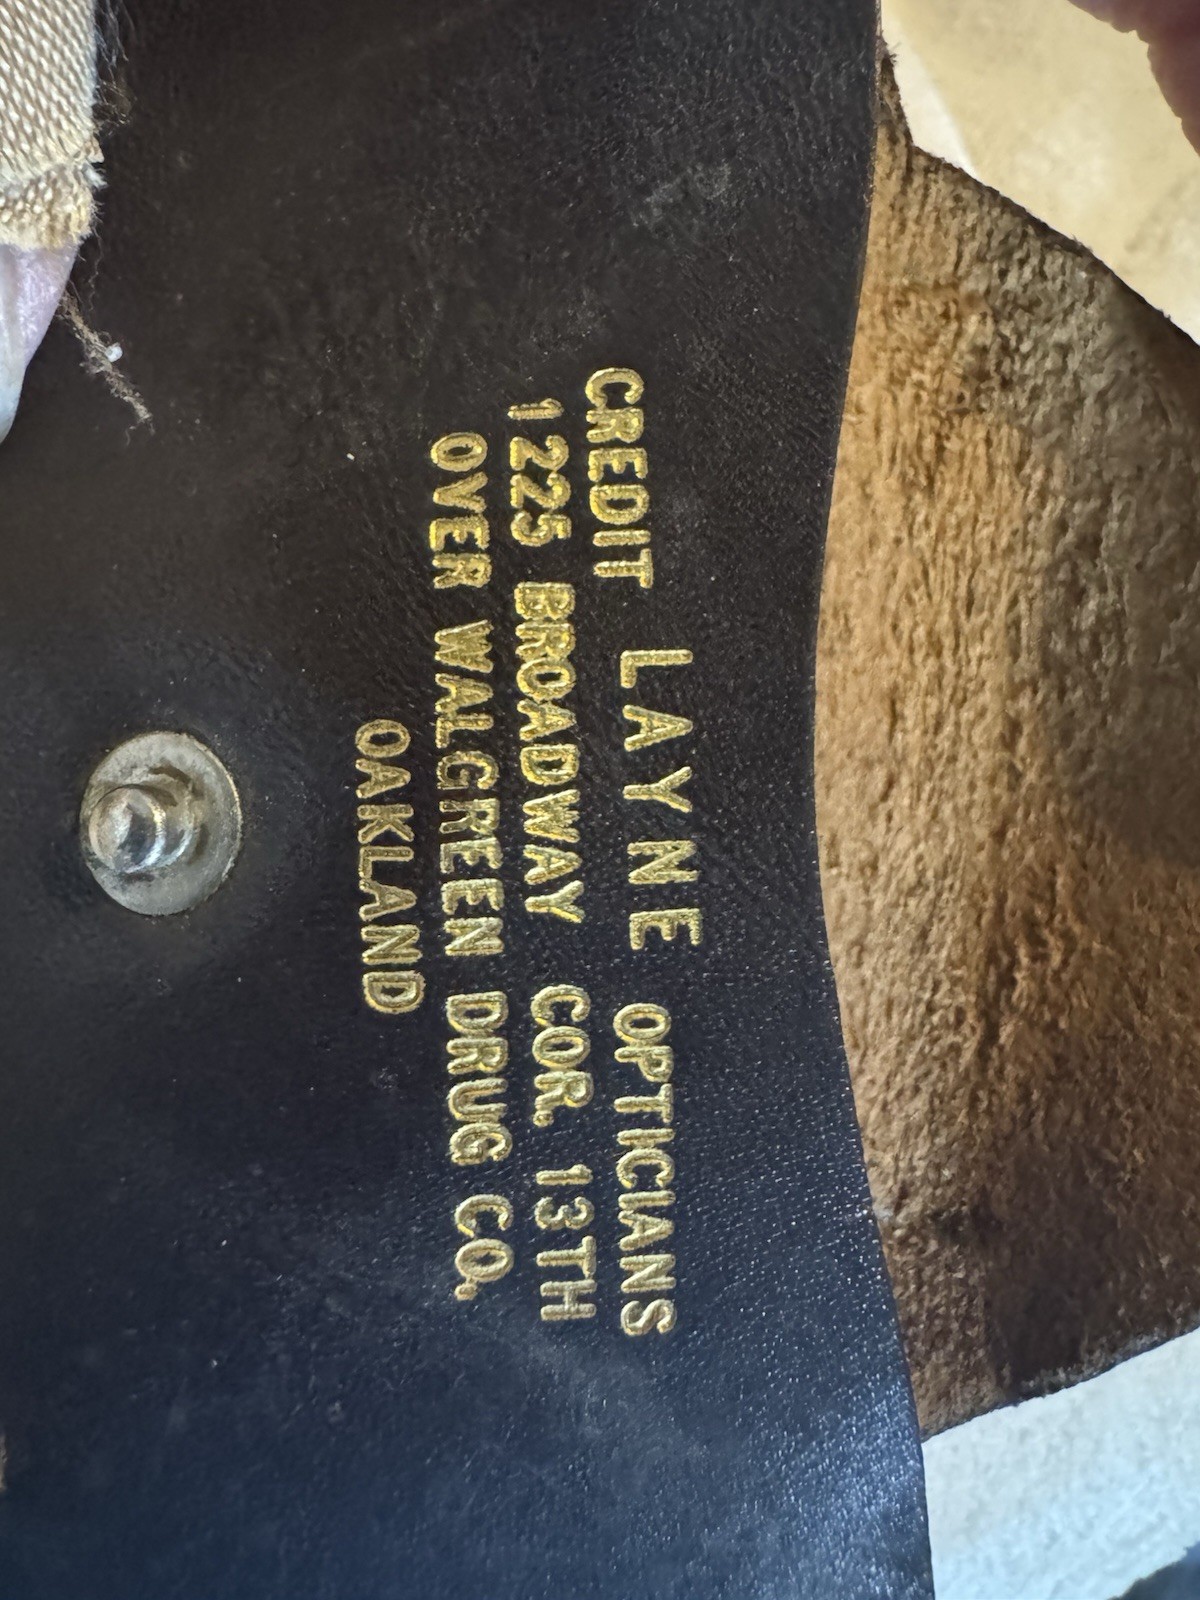 CREDIT LAYNE OPTICIANS
1225 BROADWAY COR. 13TH
OVER WALGREEN DRUG CO.
OAKLAND